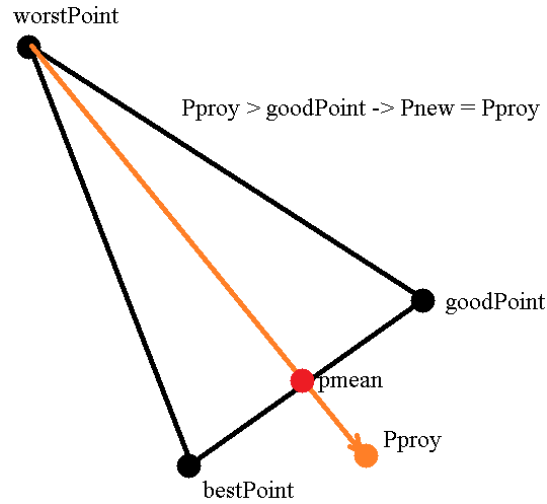 worstPoint
Pproy > goodPoint -> Pnew = Pproy
goodPoint
pmean
Pproy
bestPoint